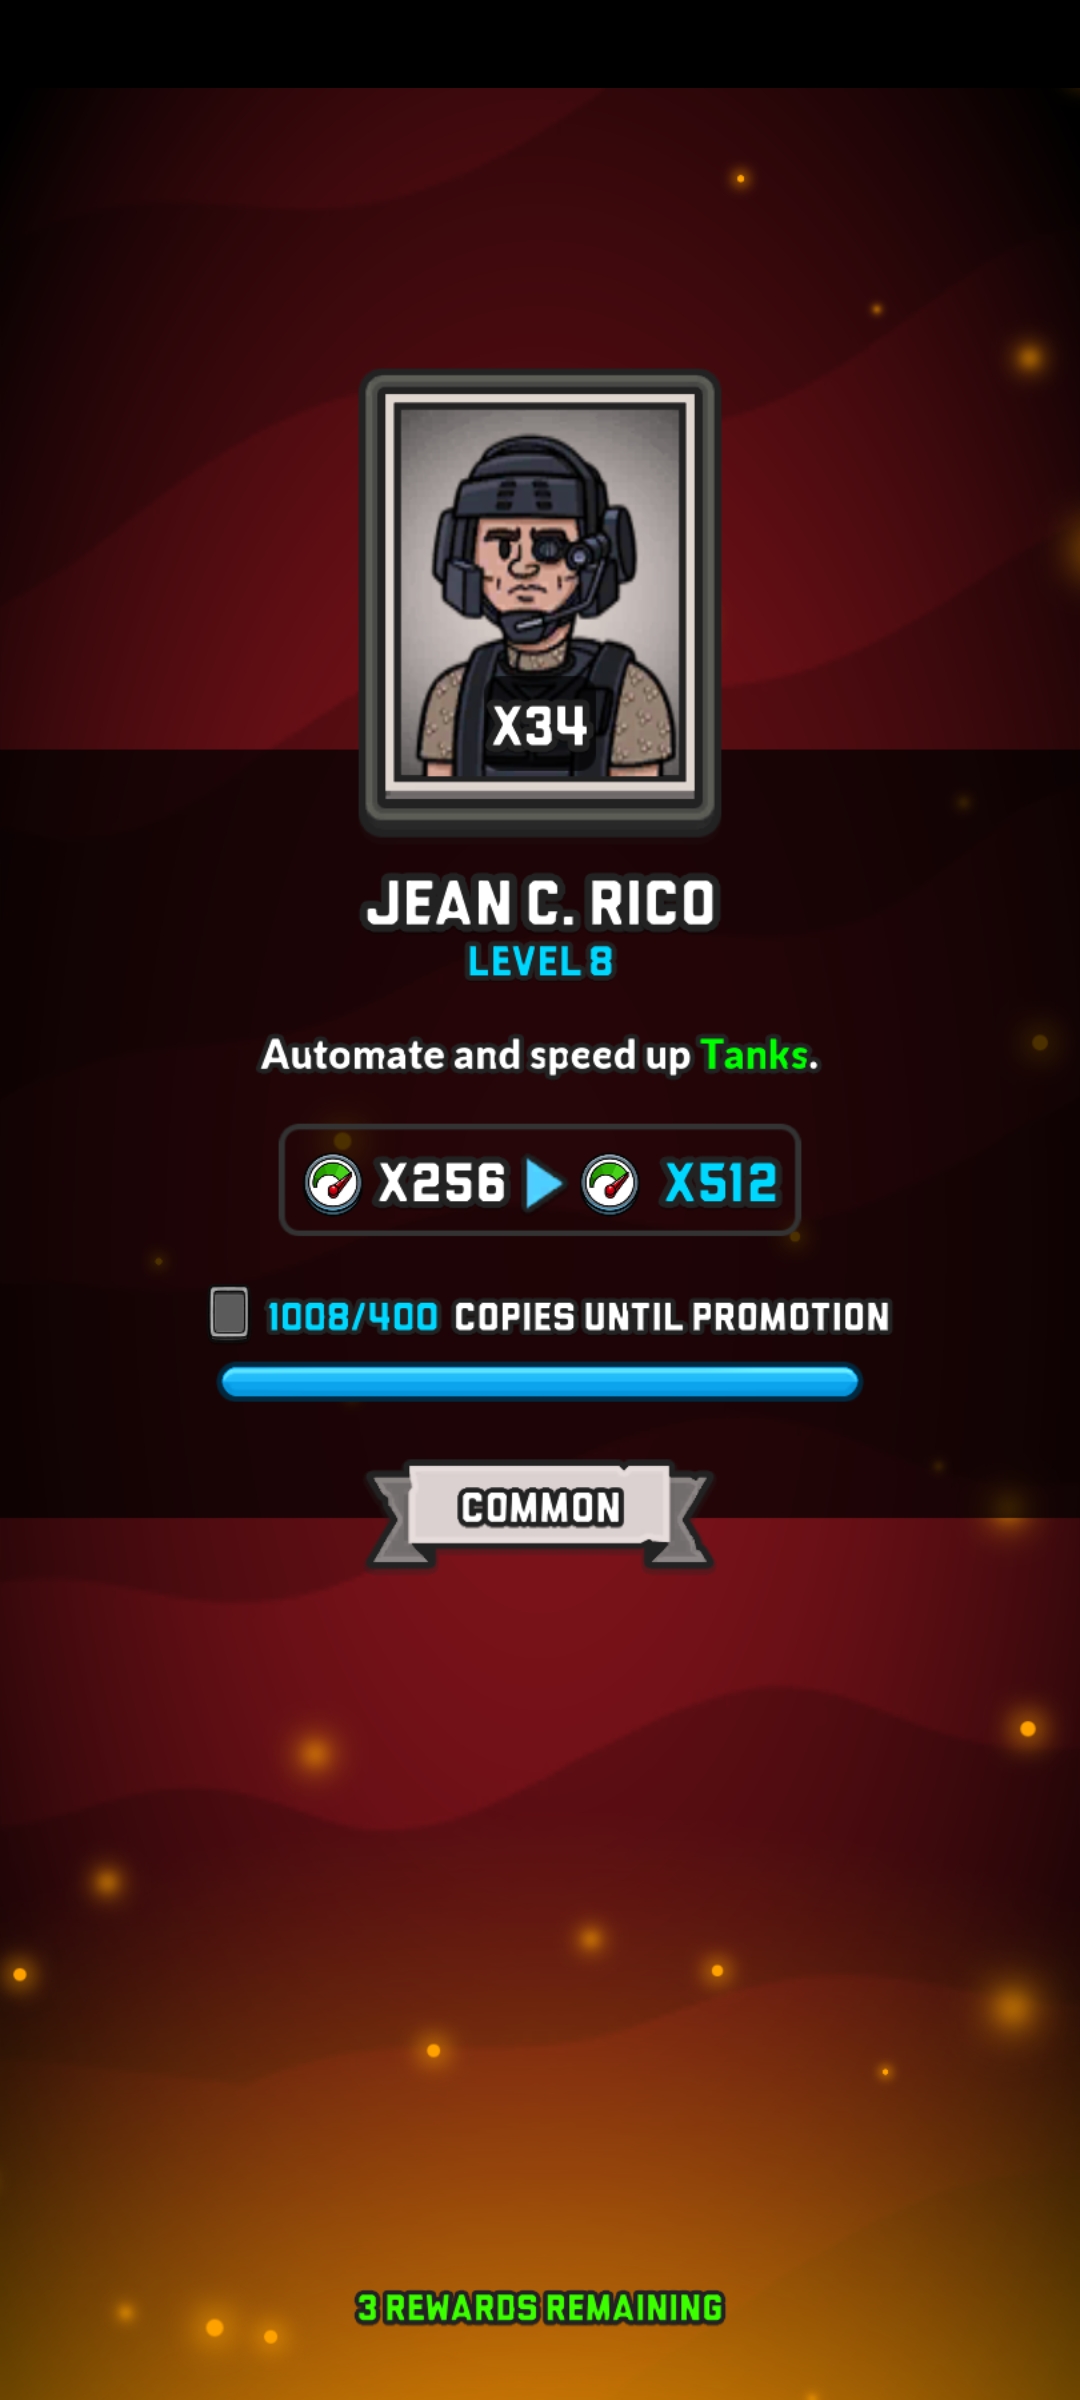 X34
JEAN C. RICO
LEVEL 8
Automate and speed up Tanks.
X256 X512
1008/400 COPIES UNTIL PROMOTION
COMMON
3 REWARDS REMAINING